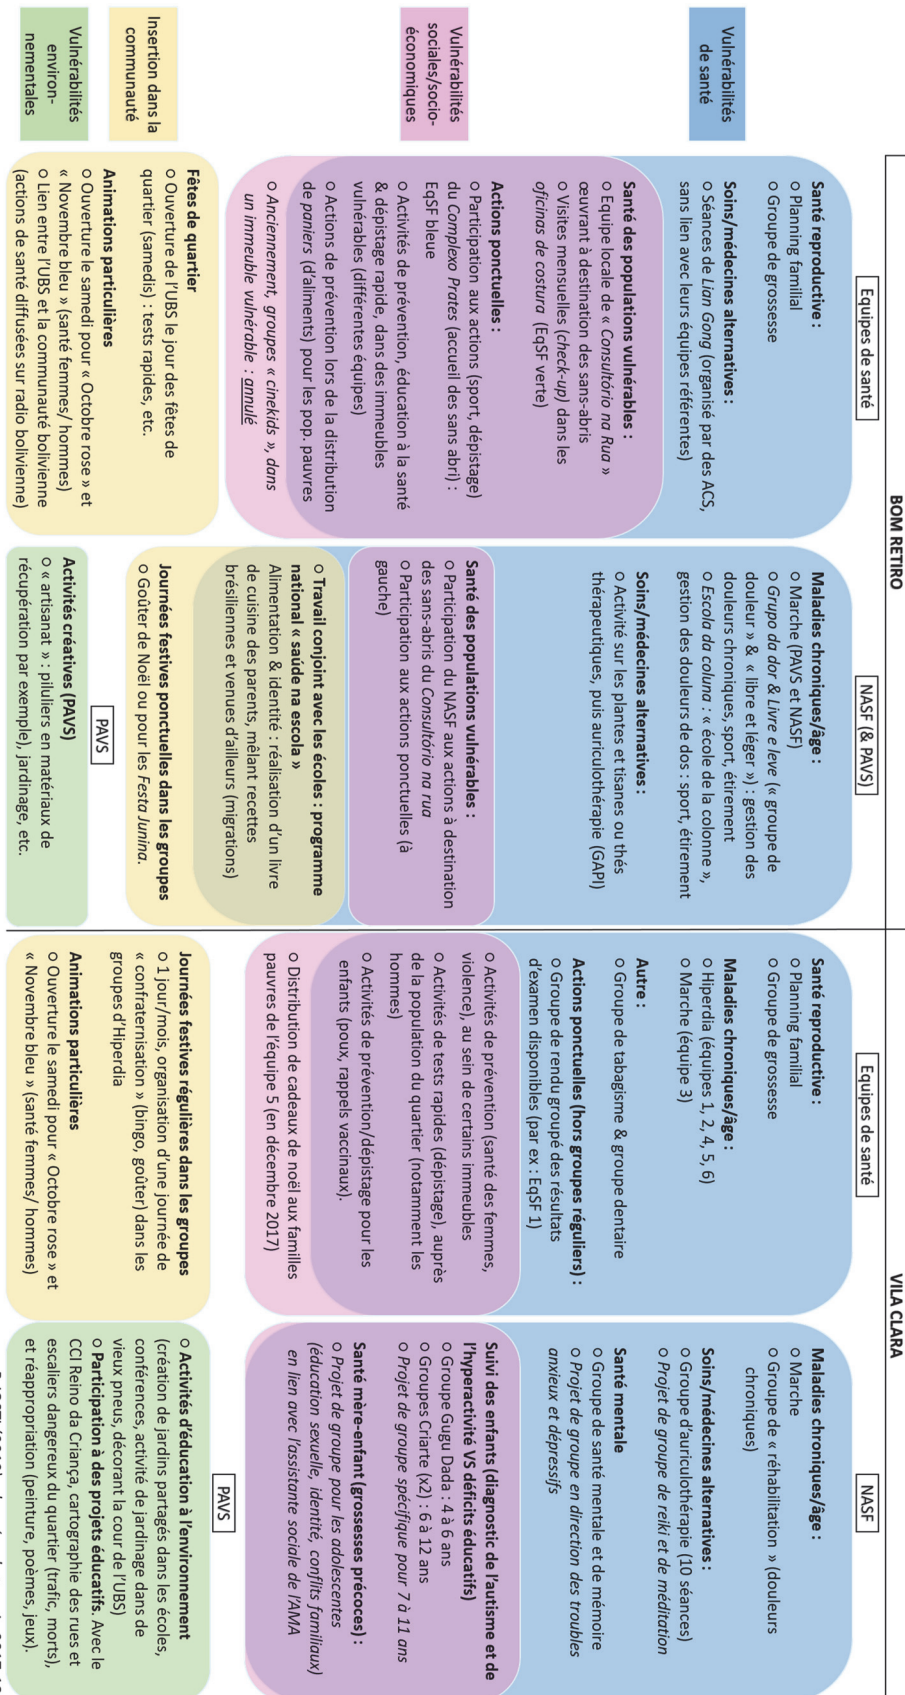 BOM RETIRO
VILA CLARA
Equipes de santé
NASF (& PAVS)
Equipes de santé
NASF
Vulnérabilités
de santé
Vulnérabilités
sociales/socio-
économiques
Insertion dans la
communauté
Vulnérabilités
environ-
nementales
Santé reproductive :
o Planning familial
o Groupe de grossesse
Soins/médecines alternatives :
o Séances de Lian Gong (organisé par des ACS,
sans lien avec leurs équipes référentes)
Santé des populations vulnérables :
o Equipe locale de « Consultório na Rua »
œuvrant à destination des sans-abris
o Visites mensuelles (check-up) dans les
oficinas de costura (EqSF verte)
Actions ponctuelles :
o Participation aux actions (sport, dépistage)
du Complexo Prates (accueil des sans abri) :
EqSF bleue
o Activités de prévention, éducation à la santé
& dépistage rapide, dans des immeubles
vulnérables (différentes équipes)
o Actions de prévention lors de la distribution
de paniers (d'aliments) pour les pop. pauvres
o Anciennement, groupes « cinekids », dans
un immeuble vulnérable : annulé
Fêtes de quartier
o Ouverture de l'UBS le jour des fêtes de
quartier (samedis) : tests rapides, etc.
Animations particulières
o Ouverture le samedi pour « Octobre rose » et
« Novembre bleu » (santé femmes/ hommes)
o Lien entre l'UBS et la communauté bolivienne
(actions de santé diffusées sur radio bolivienne)
Maladies chroniques/âge :
o Marche (PAVS et NASF)
o Grupo da dor & Livre e leve (« groupe de
douleur » & « libre et léger ») : gestion des
douleurs chroniques, sport, étirement
o Escola da coluna : « école de la colonne »,
gestion des douleurs de dos : sport, étirement
Soins/médecines alternatives :
o Activité sur les plantes et tisanes ou thés
thérapeutiques, puis auriculothérapie (GAPI)
Santé des populations vulnérables :
o Participation du NASF aux actions à destination
des sans-abris du Consultório na rua
o Participation aux actions ponctuelles (à
gauche)
o Travail conjoint avec les écoles : programme
national « saúde na escola »
Alimentation & identité : réalisation d'un livre
de cuisine des parents, mêlant recettes
brésiliennes et venues d'ailleurs (migrations)
Journées festives ponctuelles dans les groupes
o Goûter de Noël ou pour les Festa Junina.
PAVS
Activités créatives (PAVS)
o « artisanat » : piluliers en matériaux de
récupération par exemple), jardinage, etc.
Santé reproductive :
o Planning familial
o Groupe de grossesse
Maladies chroniques/âge :
o Hiperdia (équipes 1, 2, 4, 5, 6)
o Marche (équipe 3)
Autre :
o Groupe de tabagisme & groupe dentaire
Actions ponctuelles (hors groupes réguliers) :
o Groupe de rendu groupé des résultats
d'examen disponibles (par ex : EqSF 1)
o Activités de prévention (santé des femmes,
violence), au sein de certains immeubles
o Activités de tests rapides (dépistage), auprès
de la population du quartier (notamment les
hommes)
o Activités de prévention/dépistage pour les
enfants (poux, rappels vaccinaux).
o Distribution de cadeaux de noël aux familles
pauvres de l'équipe 5 (en décembre 2017)
Journées festives régulières dans les groupes
o 1 jour/mois, organisation d'une journée de
« confraternisation » (bingo, goûter) dans les
groupes d'Hiperdia
Animations particulières
o Ouverture le samedi pour « Octobre rose » et
« Novembre bleu » (santé femmes/ hommes)
Maladies chroniques/âge :
o Marche
o Groupe de « réhabilitation » (douleurs
chroniques)
Soins/médecines alternatives :
o Groupe d'auriculothérapie (10 séances)
o Projet de groupe de reiki et de méditation
Santé mentale
o Groupe de santé mentale et de mémoire
o Projet de groupe en direction des troubles
anxieux et dépressifs
Suivi des enfants (diagnostic de l'autisme et de
l'hyperactivité VS déficits éducatifs)
o Groupe Gugu Dada : 4 à 6 ans
o Groupes Criarte (x2) : 6 à 12 ans
o Projet de groupe spécifique pour 7 à 11 ans
Santé mère-enfant (grossesses précoces) :
o Projet de groupe pour les adolescentes
(éducation sexuelle, identité, conflits familiaux)
en lien avec l'assistante sociale de l'AMA
PAVS
o Activités d'éducation à l'environnement
(création de jardins partagés dans les écoles,
conférences, activité de jardinage dans de
vieux pneus, décorant la cour de l'UBS)
o Participation à des projets éducatifs. Avec le
CCI Reino da Criança, cartographie des rues et
escaliers dangereux du quartier (trafic, morts),
et réappropriation (peinture, poèmes, jeux).